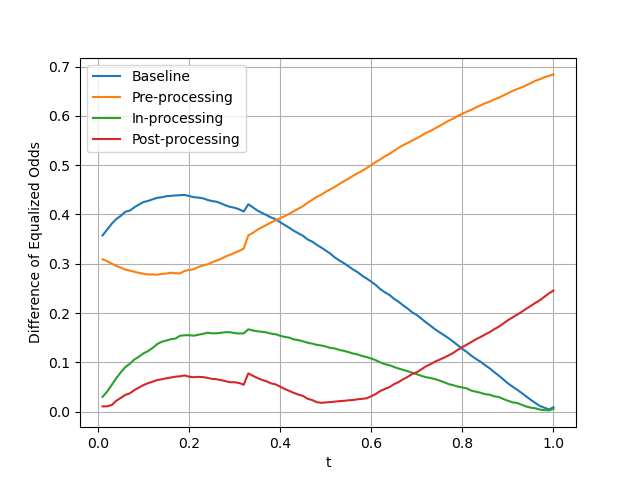 Baseline
Pre-processing
In-processing
Post-processing
Difference of Equalized Odds
0.7
0.6
0.5
0.4
0.3
0.2
0.1
0.0
0.0 0.2 0.4 0.6 0.8 1.0
t